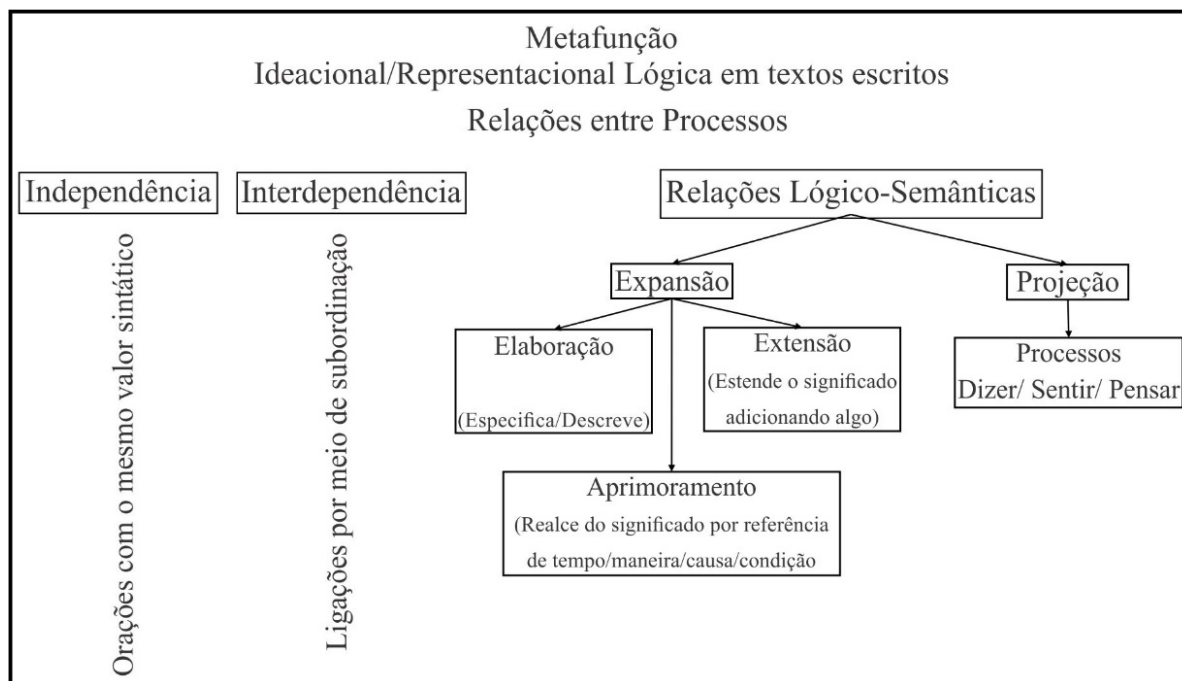 Metafunção
Ideacional/Representacional Lógica em textos escritos
Relações entre Processos
Independência
Orações com o mesmo valor sintático
Interdependência
Ligações por meio de subordinação
Relações Lógico-Semânticas
Expansão
Projeção
Elaboração
(Especifica/Descreve)
Extensão
(Estende o significado
adicionando algo)
Processos
Dizer/ Sentir/ Pensar
Aprimoramento
(Realce do significado por referência
de tempo/maneira/causa/condição